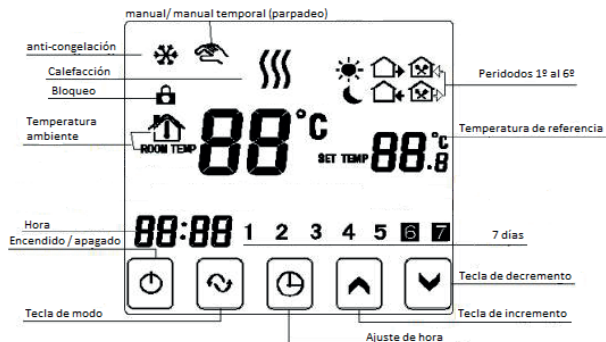 manual/ manual temporal (parpadeo)
anti-congelación
Calefacción
Bloqueo
Peridodos 1º al 6º
Temperatura
ambiente
ROOM TEMP
88°C
SET TEMP 88.8°C
Temperatura de referencia
Hora
88:88 1 2 3 4 5 6 7
7 días
Encendido / apagado
Tecla de decremento
Tecla de modo
Tecla de incremento
Ajuste de hora